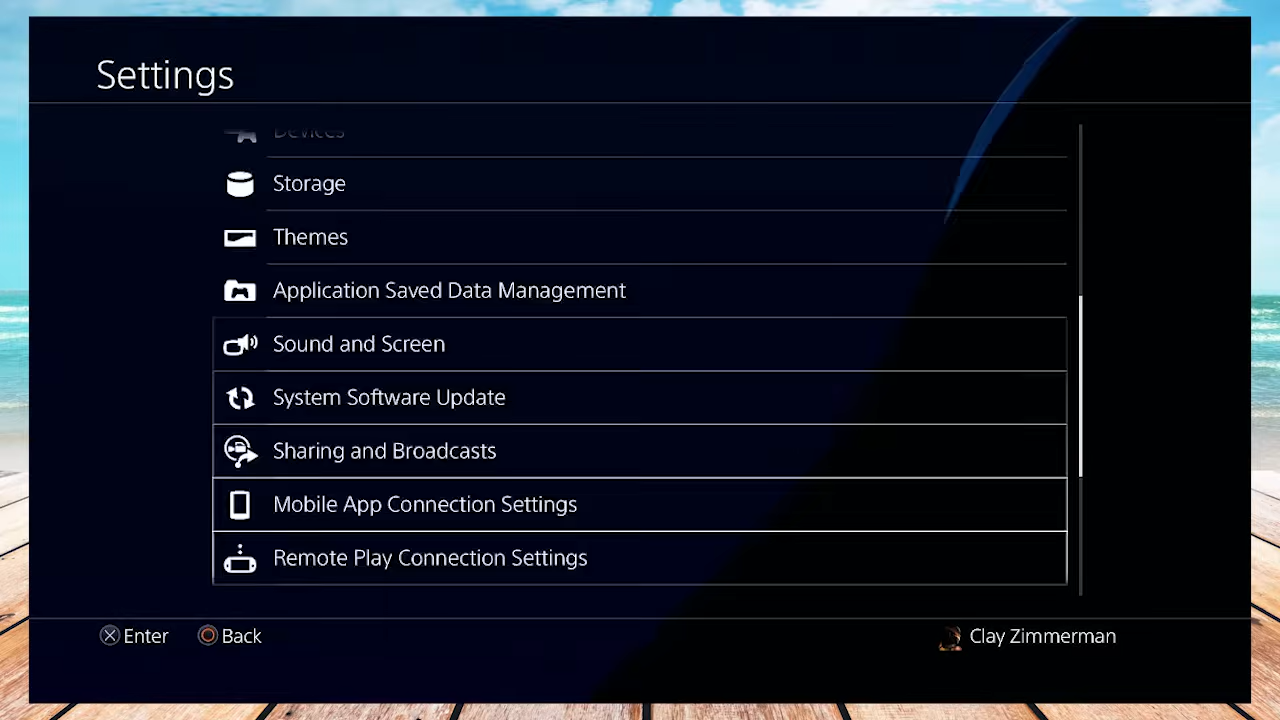 Settings
Devices
Storage
Themes
Application Saved Data Management
Sound and Screen
System Software Update
Sharing and Broadcasts
Mobile App Connection Settings
Remote Play Connection Settings
Enter Back Clay Zimmerman